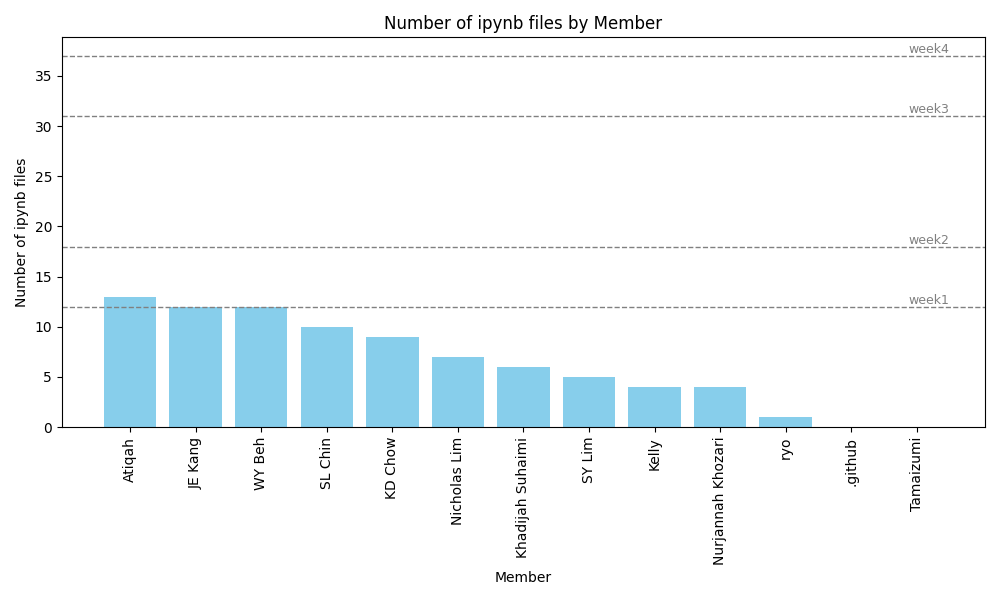 Number of ipynb files by Member
Number of ipynb files
35
30
25
20
15
10
5
0
week4
week3
week2
week1
Atiqah
JE Kang
WY Beh
SL Chin
KD Chow
Nicholas Lim
Khadijah Suhaimi
SY Lim
Kelly
Nurjannah Khozari
ryo
.github
Tamaizumi
Member